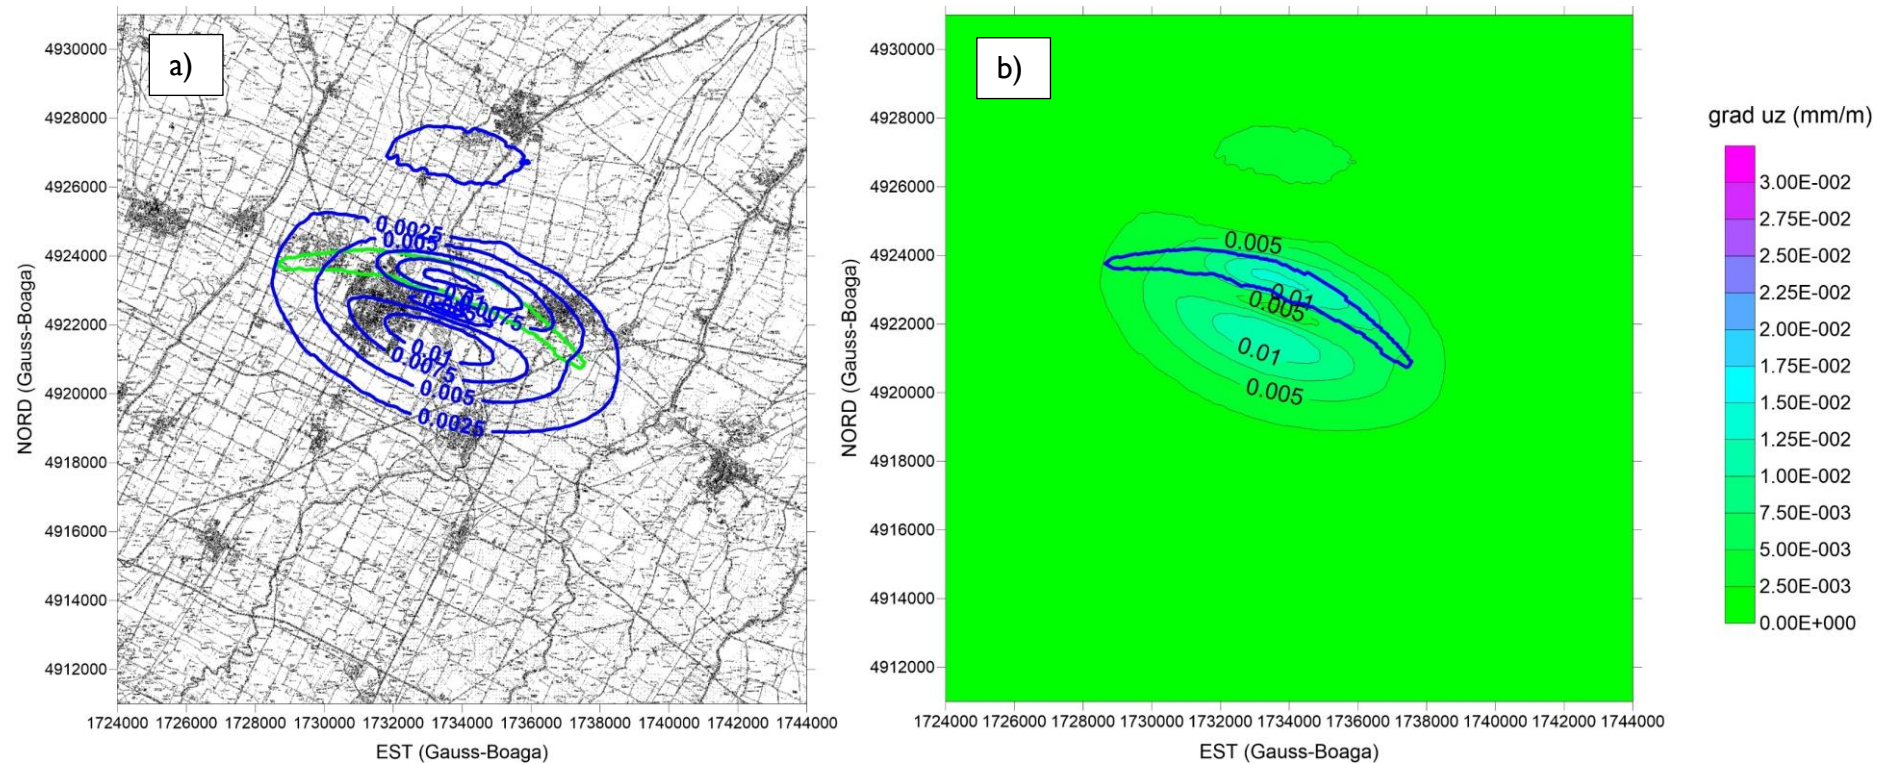 a)
4930000
4928000
4926000
4924000
4922000
4920000
4918000
4916000
4914000
4912000
NORD (Gauss-Boaga)
0.0025
0.005
0.01
0.0075
0.005
0.01
0.0075
0.005
0.0025
1724000 1726000 1728000 1730000 1732000 1734000 1736000 1738000 1740000 1742000 1744000
EST (Gauss-Boaga)
b)
4930000
4928000
4926000
4924000
4922000
4920000
4918000
4916000
4914000
4912000
NORD (Gauss-Boaga)
0.005
0.01
0.005
0.01
0.005
1724000 1726000 1728000 1730000 1732000 1734000 1736000 1738000 1740000 1742000 1744000
EST (Gauss-Boaga)
grad uz (mm/m)
3.00E-002
2.75E-002
2.50E-002
2.25E-002
2.00E-002
1.75E-002
1.50E-002
1.25E-002
1.00E-002
7.50E-003
5.00E-003
2.50E-003
0.00E+000